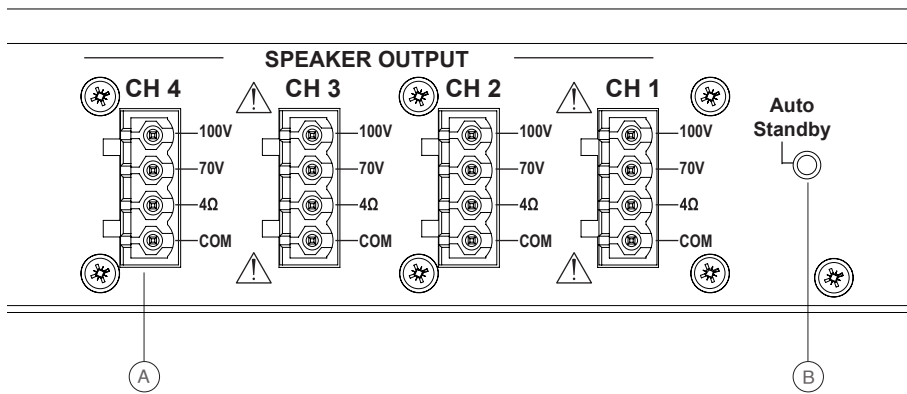 SPEAKER OUTPUT
CH 4 CH 3 CH 2 CH 1
Auto
Standby
100V 100V 100V 100V
70V 70V 70V 70V
4Ω 4Ω 4Ω 4Ω
COM COM COM COM
A B